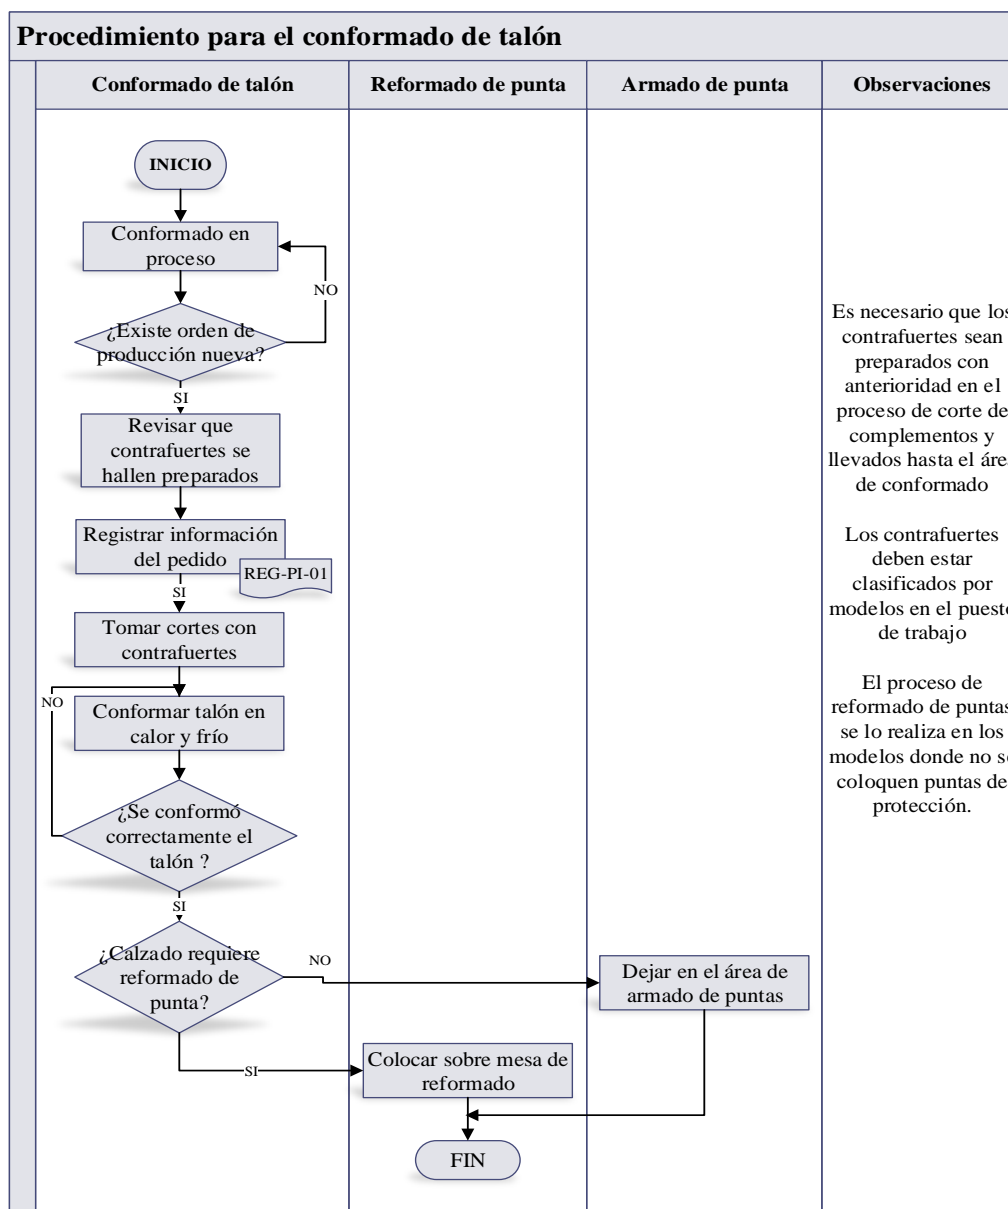 Procedimiento para el conformado de talón
Conformado de talón
Reformado de punta
Armado de punta
Observaciones
INICIO
Conformado en
proceso
NO
¿Existe orden de
producción nueva?
SI
Revisar que
contrafuertes se
hallen preparados
Registrar información
del pedido
REG-PI-01
SI
Tomar cortes con
contrafuertes
NO
Conformar talón en
calor y frío
¿Se conformó
correctamente el
talón ?
SI
¿Calzado requiere
reformado de
punta?
NO
Dejar en el área de
armado de puntas
SI
Colocar sobre mesa de
reformado
FIN
Es necesario que los
contrafuertes sean
preparados con
anterioridad en el
proceso de corte de
complementos y
llevados hasta el áre
de conformado
Los contrafuertes
deben estar
clasificados por
modelos en el puesto
de trabajo
El proceso de
reformado de puntas
se lo realiza en los
modelos donde no se
coloquen puntas de
protección.